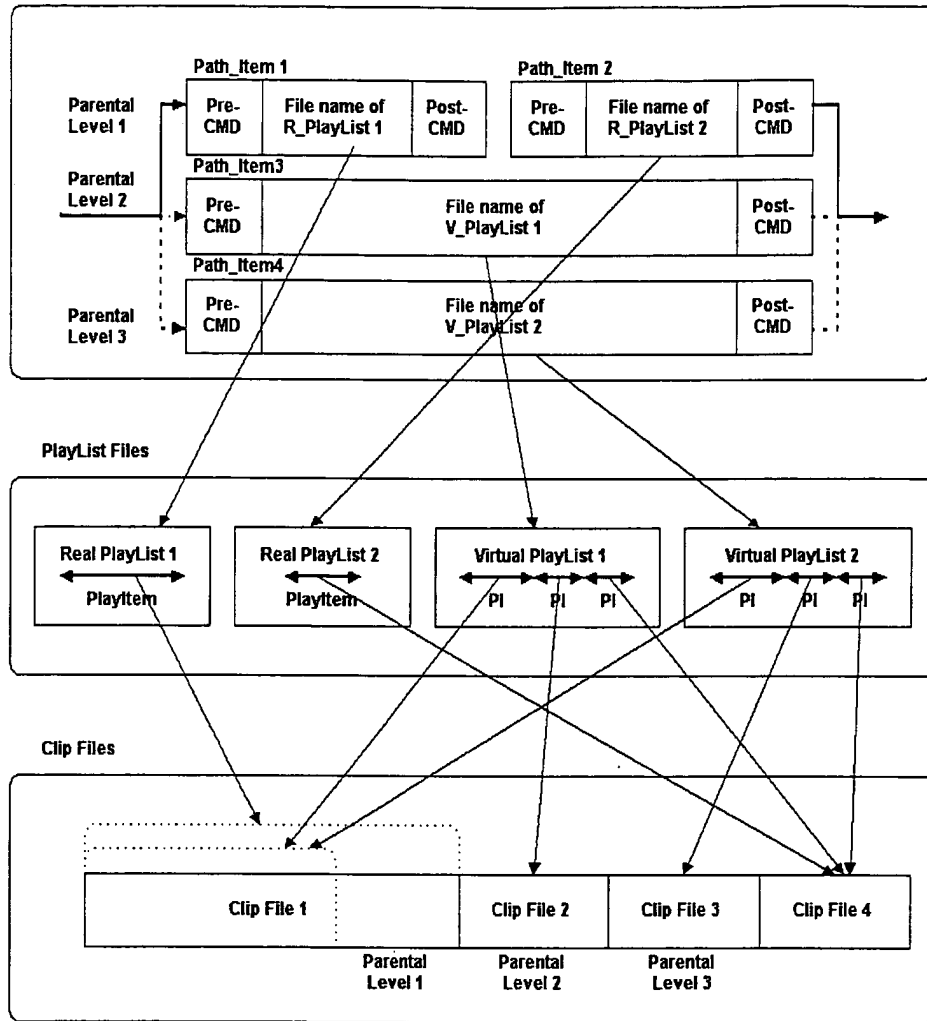 Path_Item 1
Path_Item 2
Parental
Level 1
Pre-
CMD
File name of
R_PlayList 1
Post-
CMD
Pre-
CMD
File name of
R_PlayList 2
Post-
CMD
Path_Item3
Parental
Level 2
Pre-
CMD
File name of
V_PlayList 1
Post-
CMD
Path_Item4
Parental
Level 3
Pre-
CMD
File name of
V_PlayList 2
Post-
CMD
PlayList Files
Real PlayList 1
PlayItem
Real PlayList 2
PlayItem
Virtual PlayList 1
PI
PI
PI
Virtual PlayList 2
PI
PI
PI
Clip Files
Clip File 1
Clip File 2
Clip File 3
Clip File 4
Parental
Level 1
Parental
Level 2
Parental
Level 3